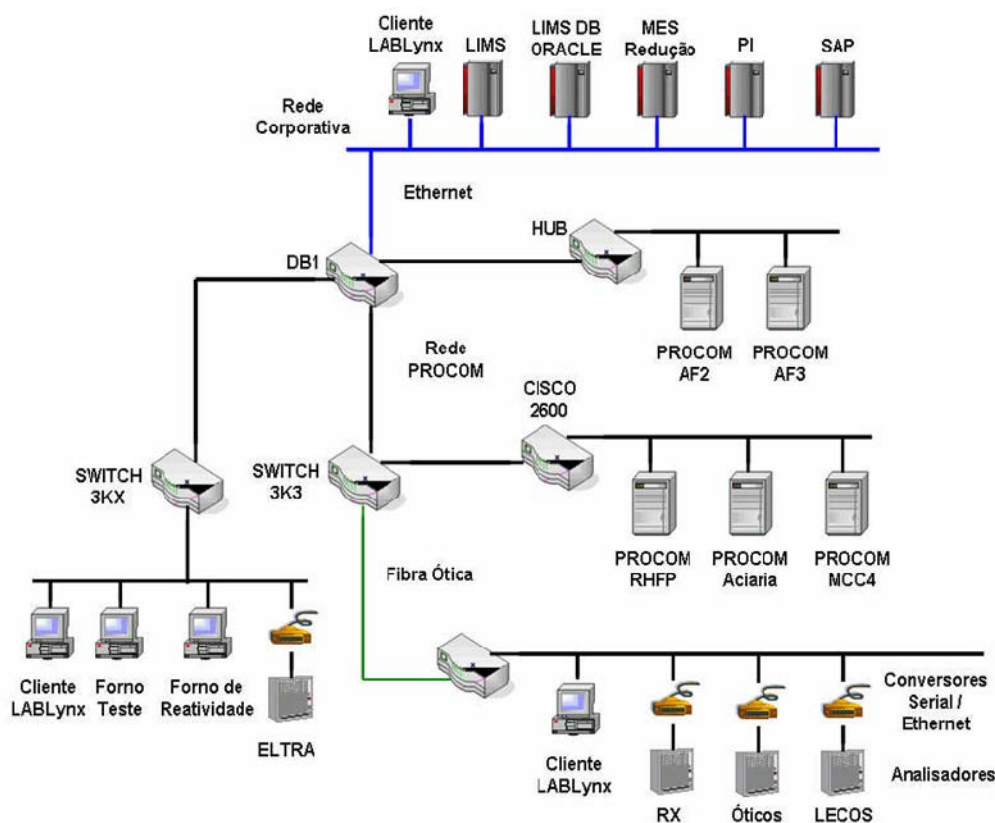 Cliente
LABLynx
LIMS
LIMS DB
ORACLE
MES
Redução
PI
SAP
Rede
Corporativa
Ethernet
HUB
DB1
PROCOM
AF2
PROCOM
AF3
Rede
PROCOM
CISCO
2600
SWITCH
3KX
SWITCH
3K3
PROCOM
RHFP
PROCOM
Aciaria
PROCOM
MCC4
Fibra Ótica
Cliente
LABLynx
Forno
Teste
Forno de
Reatividade
ELTRA
Conversores
Serial /
Ethernet
Cliente
LABLynx
RX
Óticos
LECOS
Analisadores